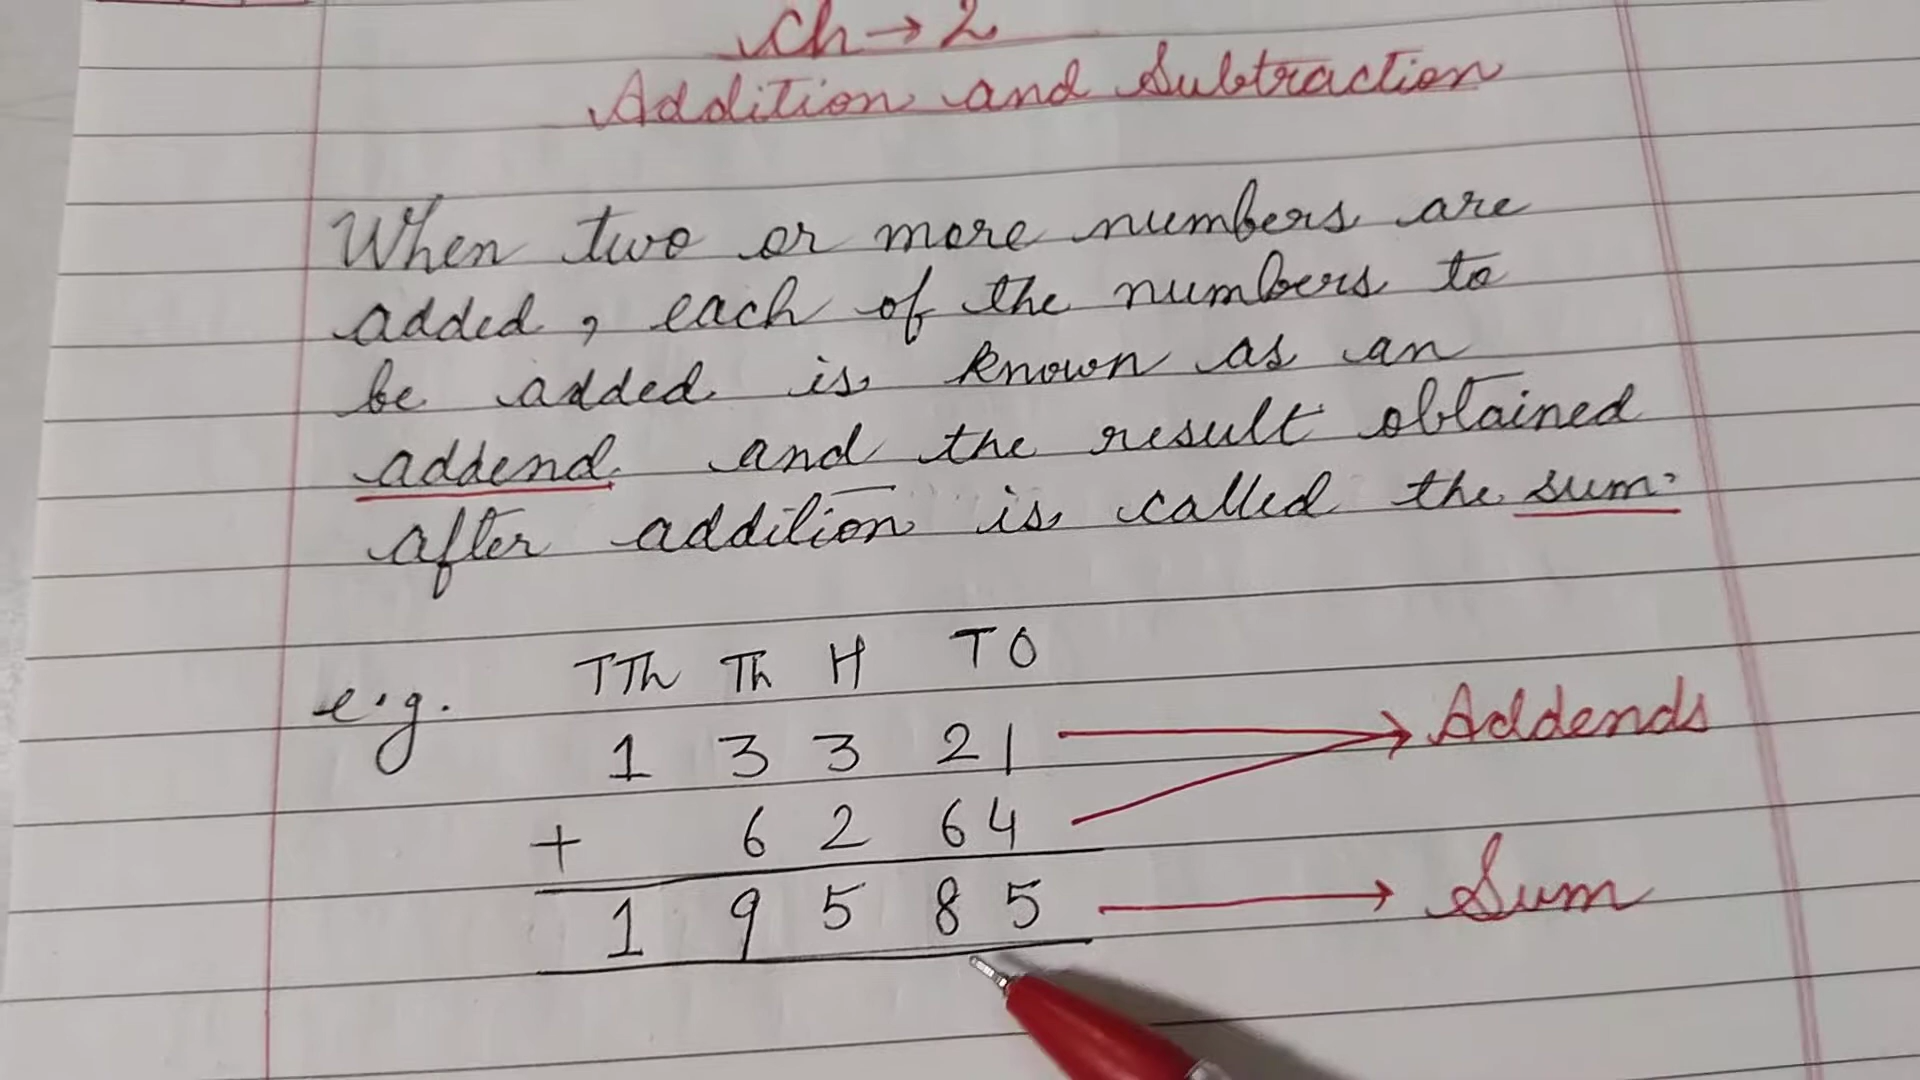 Ch → 2
Addition and Subtraction
When two or more numbers are
added, each of the numbers to
be added is known as an
addend and the result obtained
after addition is called the sum.
e.g. TTh Th H T O
1 3 3 2 1 → Addends
+ 6 2 6 4
1 9 5 8 5 → Sum